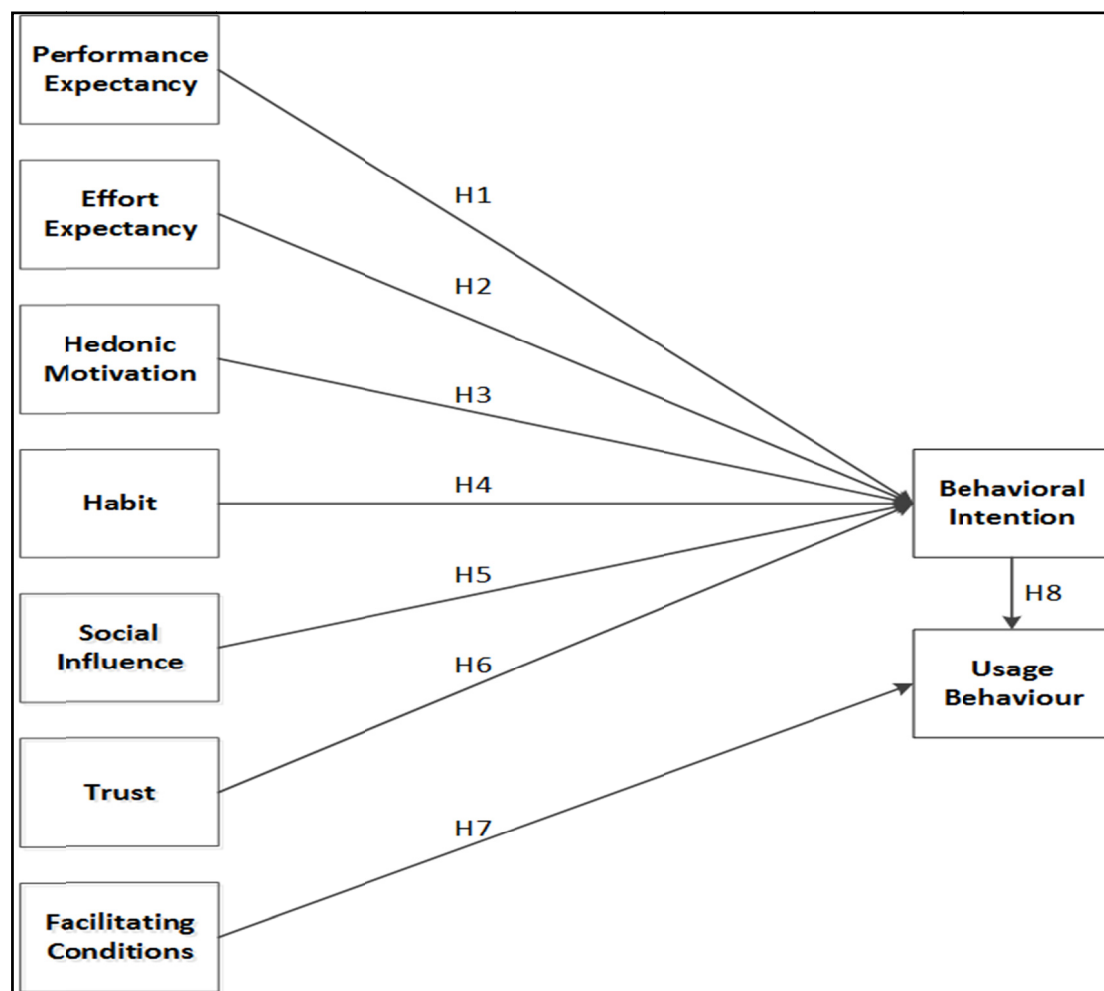 Performance
Expectancy
H1
Effort
Expectancy
H2
Hedonic
Motivation
H3
Habit
H4
Behavioral
Intention
H5
H8
Social
Influence
H6
Usage
Behaviour
Trust
H7
Facilitating
Conditions